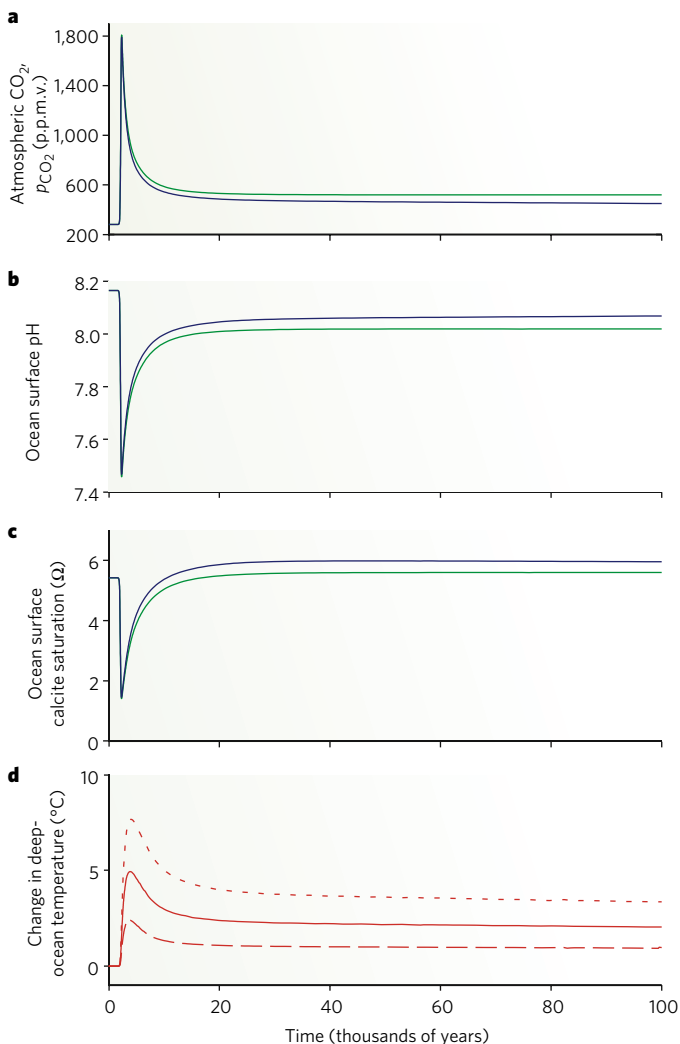 a
Atmospheric CO₂,
pCO₂ (p.p.m.v.)
1,800
1,400
1,000
600
200
b
Ocean surface pH
8.2
8.0
7.8
7.6
7.4
c
Ocean surface
calcite saturation (Ω)
6
4
2
0
d
Change in deep-
ocean temperature (°C)
10
5
0
0 20 40 60 80 100
Time (thousands of years)